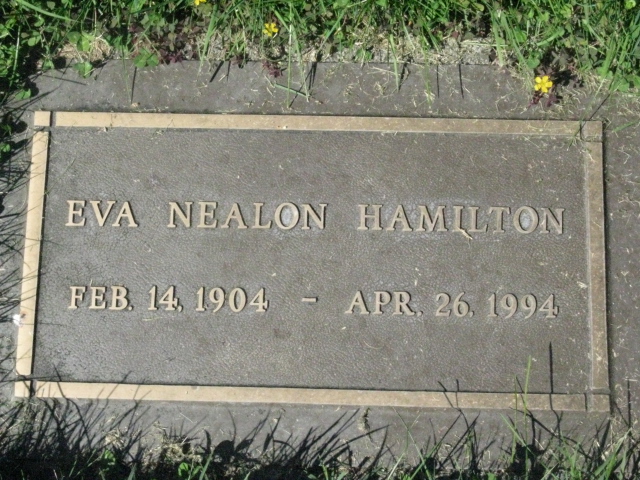 EVA NEALON HAMILTON
FEB. 14, 1904 – APR. 26, 1994